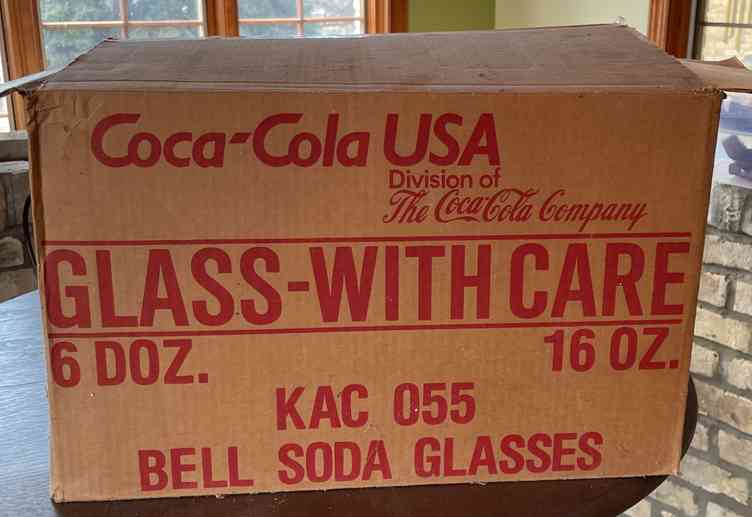 Coca-Cola USA
Division of
The Coca-Cola Company
GLASS-WITH CARE
6 DOZ. 16 OZ.
KAC 055
BELL SODA GLASSES